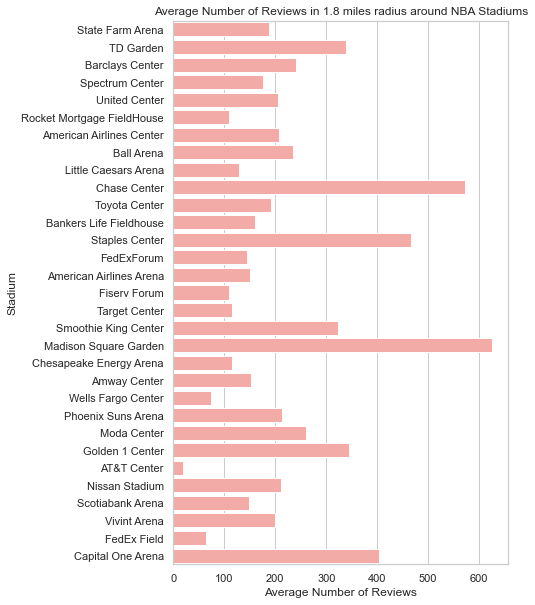 Average Number of Reviews in 1.8 miles radius around NBA Stadiums
State Farm Arena
TD Garden
Barclays Center
Spectrum Center
United Center
Rocket Mortgage FieldHouse
American Airlines Center
Ball Arena
Little Caesars Arena
Chase Center
Toyota Center
Bankers Life Fieldhouse
Staples Center
FedExForum
American Airlines Arena
Fiserv Forum
Target Center
Smoothie King Center
Madison Square Garden
Chesapeake Energy Arena
Amway Center
Wells Fargo Center
Phoenix Suns Arena
Moda Center
Golden 1 Center
AT&T Center
Nissan Stadium
Scotiabank Arena
Vivint Arena
FedEx Field
Capital One Arena
Stadium
0 100 200 300 400 500 600
Average Number of Reviews